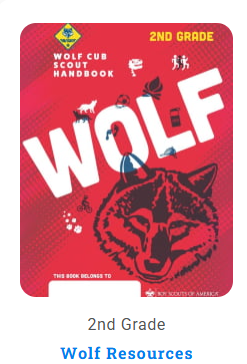 2ND GRADE
WOLF CUB
SCOUT
HANDBOOK
WOLF
THIS BOOK BELONGS TO
BOY SCOUTS OF AMERICA
2nd Grade
Wolf Resources